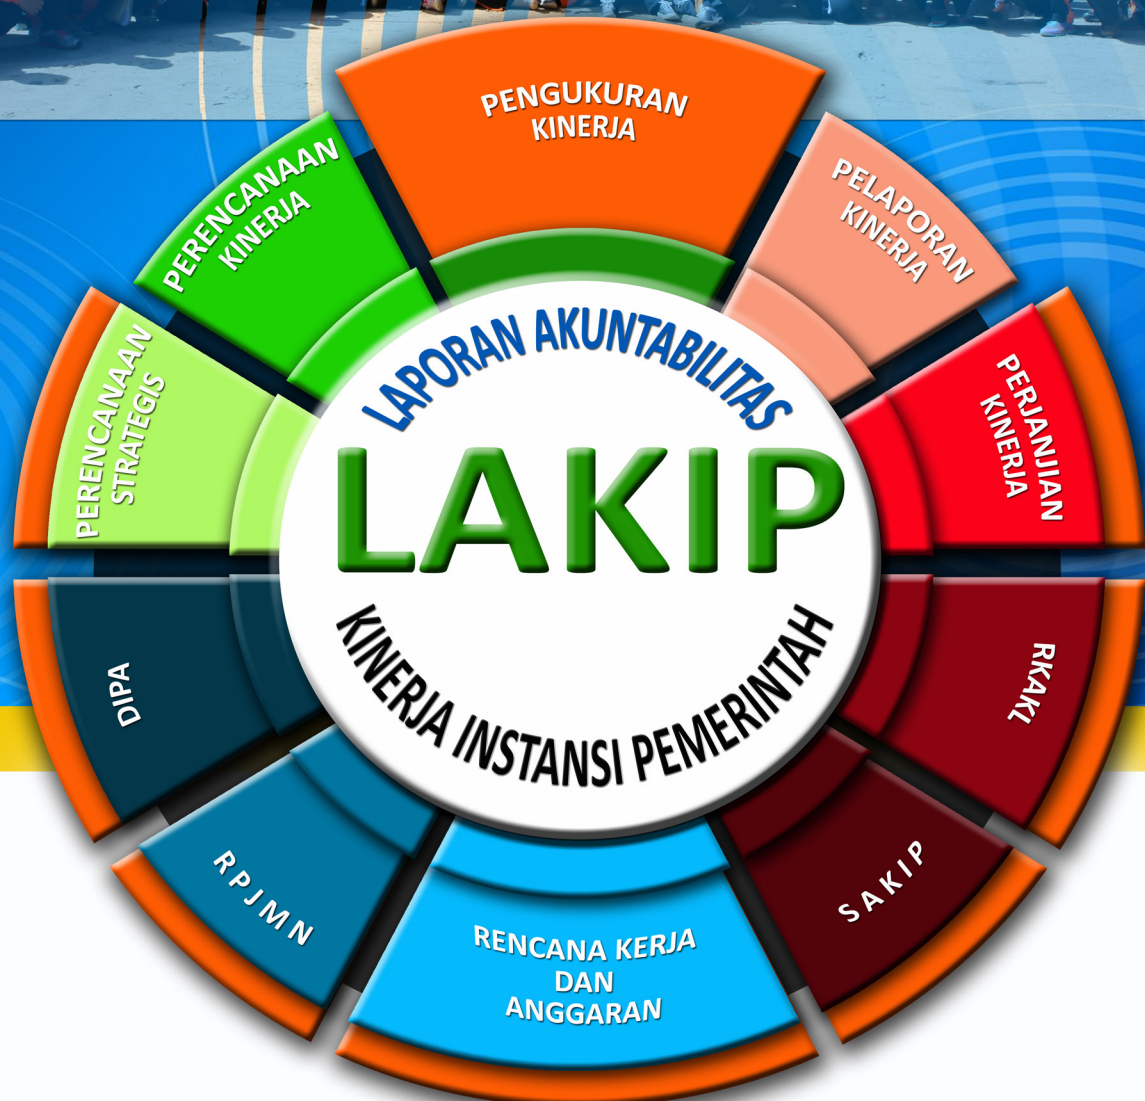 PENGUKURAN
KINERJA
PELAPORAN
KINERJA
PERJANJIAN
KINERJA
RKAKL
SAKIP
RENCANA KERJA
DAN
ANGGARAN
RPJMN
DIPA
PERENCANAAN
STRATEGIS
PERENCANAAN
KINERJA
LAPORAN AKUNTABILITAS
LAKIP
KINERJA INSTANSI PEMERINTAH